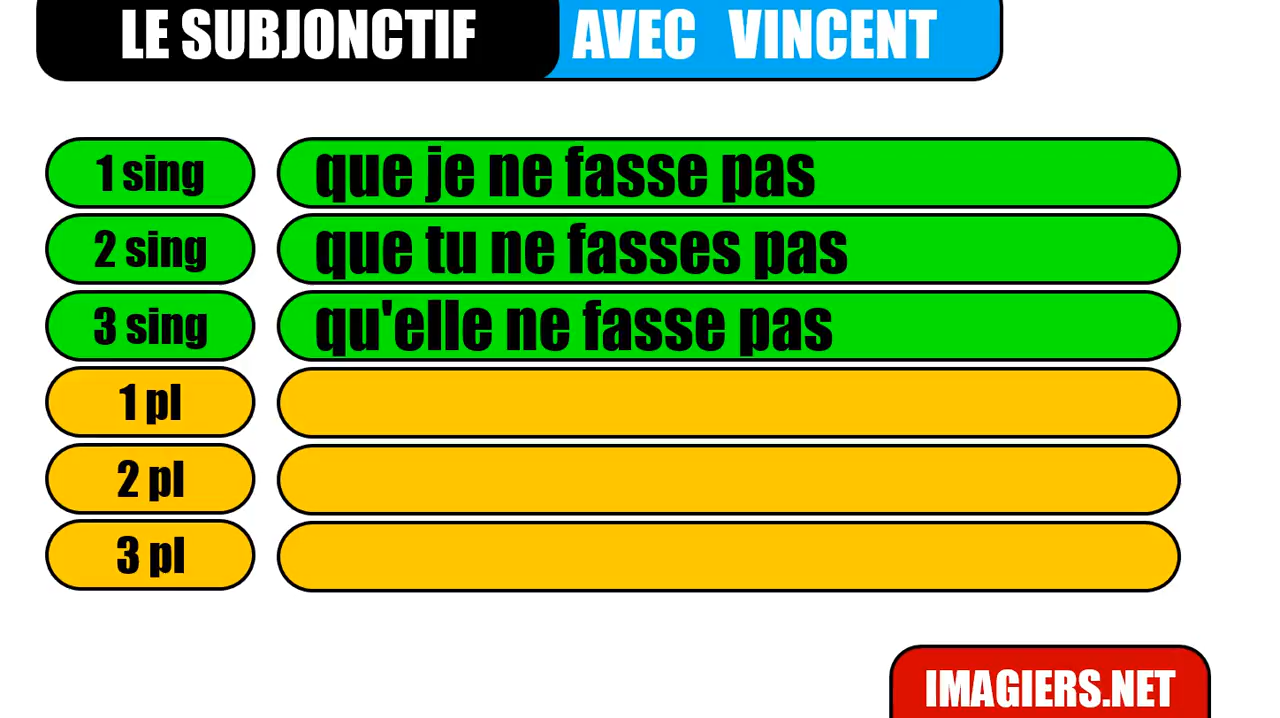 LE SUBJONCTIF AVEC VINCENT
1 sing que je ne fasse pas
2 sing que tu ne fasses pas
3 sing qu'elle ne fasse pas
1 pl
2 pl
3 pl
IMAGIERS.NET